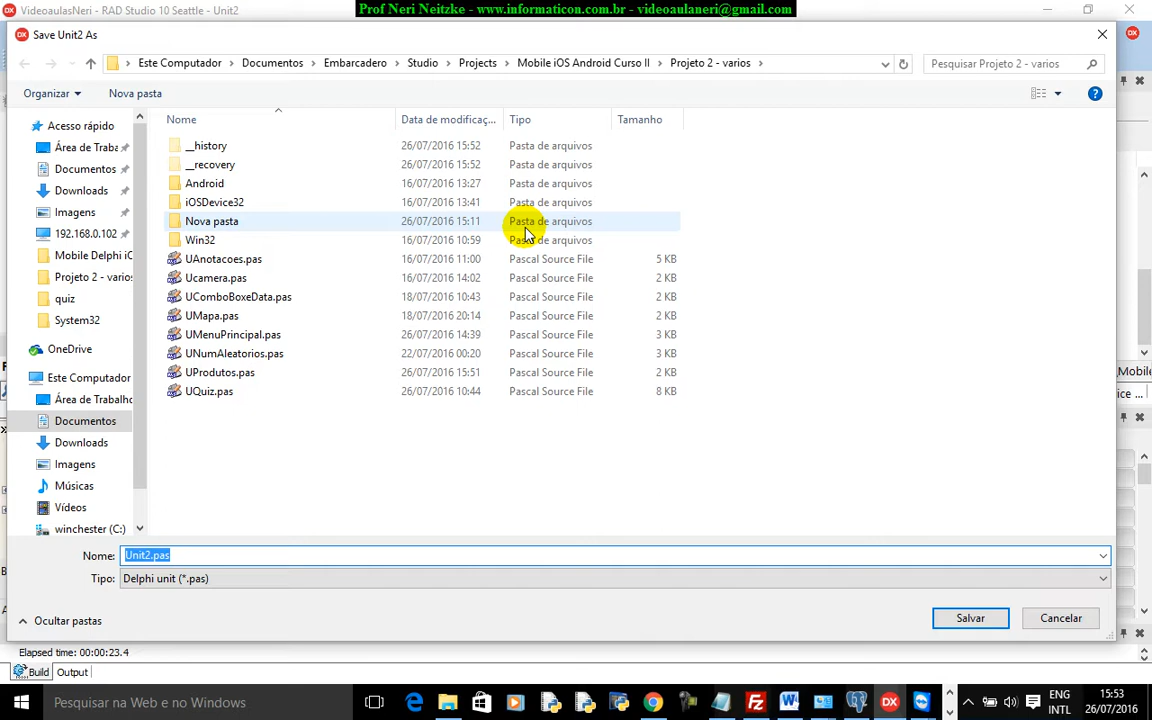 VideoaulasNeri - RAD Studio 10 Seattle - Unit2
Prof Neri Neitzke - www.informaticon.com.br - videoaulaneri@gmail.com
Save Unit2 As
Este Computador > Documentos > Embarcadero > Studio > Projects > Mobile iOS Android Curso II > Projeto 2 - varios >
Pesquisar Projeto 2 - varios
Organizar
Nova pasta
Nome Data de modificaç... Tipo Tamanho
Acesso rápido
Área de Traba
Documentos
Downloads
Imagens
192.168.0.102
Mobile Delphi iC
Projeto 2 - varios
quiz
System32
OneDrive
Este Computador
Área de Trabalho
Documentos
Downloads
Imagens
Músicas
Vídeos
winchester (C:)
__history 26/07/2016 15:52 Pasta de arquivos
__recovery 26/07/2016 15:52 Pasta de arquivos
Android 16/07/2016 13:27 Pasta de arquivos
iOSDevice32 16/07/2016 13:41 Pasta de arquivos
Nova pasta 26/07/2016 15:11 Pasta de arquivos
Win32 16/07/2016 10:59 Pasta de arquivos
UAnotacoes.pas 16/07/2016 11:00 Pascal Source File 5 KB
Ucamera.pas 16/07/2016 14:02 Pascal Source File 2 KB
UComboBoxeData.pas 18/07/2016 10:43 Pascal Source File 2 KB
UMapa.pas 18/07/2016 20:14 Pascal Source File 2 KB
UMenuPrincipal.pas 26/07/2016 14:39 Pascal Source File 3 KB
UNumAleatorios.pas 22/07/2016 00:20 Pascal Source File 3 KB
UProdutos.pas 26/07/2016 15:51 Pascal Source File 2 KB
UQuiz.pas 26/07/2016 10:44 Pascal Source File 8 KB
_Mobile
ice ...
Nome: Unit2.pas
Tipo: Delphi unit (*.pas)
Ocultar pastas
Salvar
Cancelar
Elapsed time: 00:00:23.4
Build
Output
Pesquisar na Web e no Windows
ENG
INTL
15:53
26/07/2016